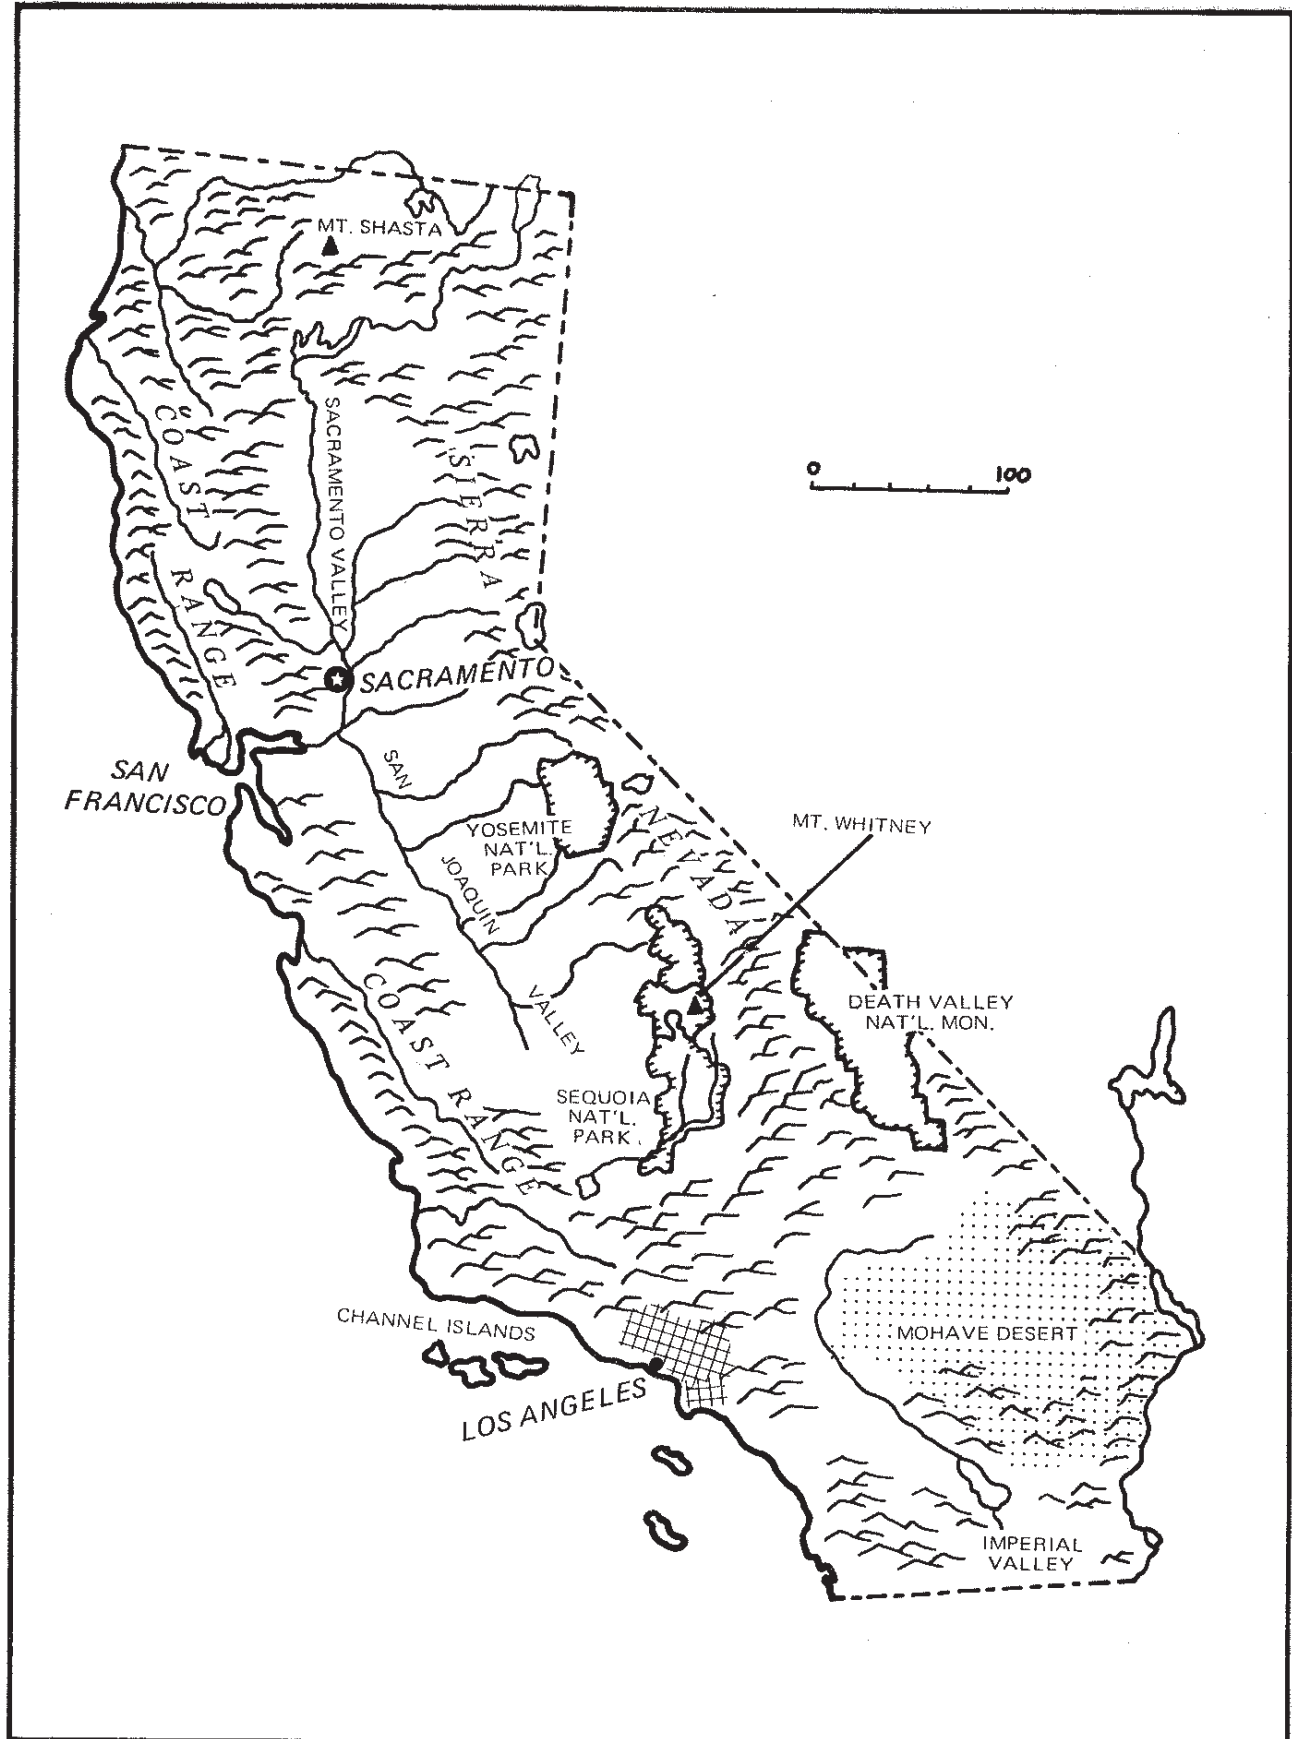 MT. SHASTA
COAST
RANGE
SACRAMENTO VALLEY
SIERRA
0 100
SACRAMENTO
SAN
FRANCISCO
SAN
JOAQUIN
VALLEY
YOSEMITE
NAT'L.
PARK
NEVADA
MT. WHITNEY
DEATH VALLEY
NAT'L. MON.
COAST RANGE
SEQUOIA
NAT'L.
PARK
CHANNEL ISLANDS
MOHAVE DESERT
LOS ANGELES
IMPERIAL
VALLEY